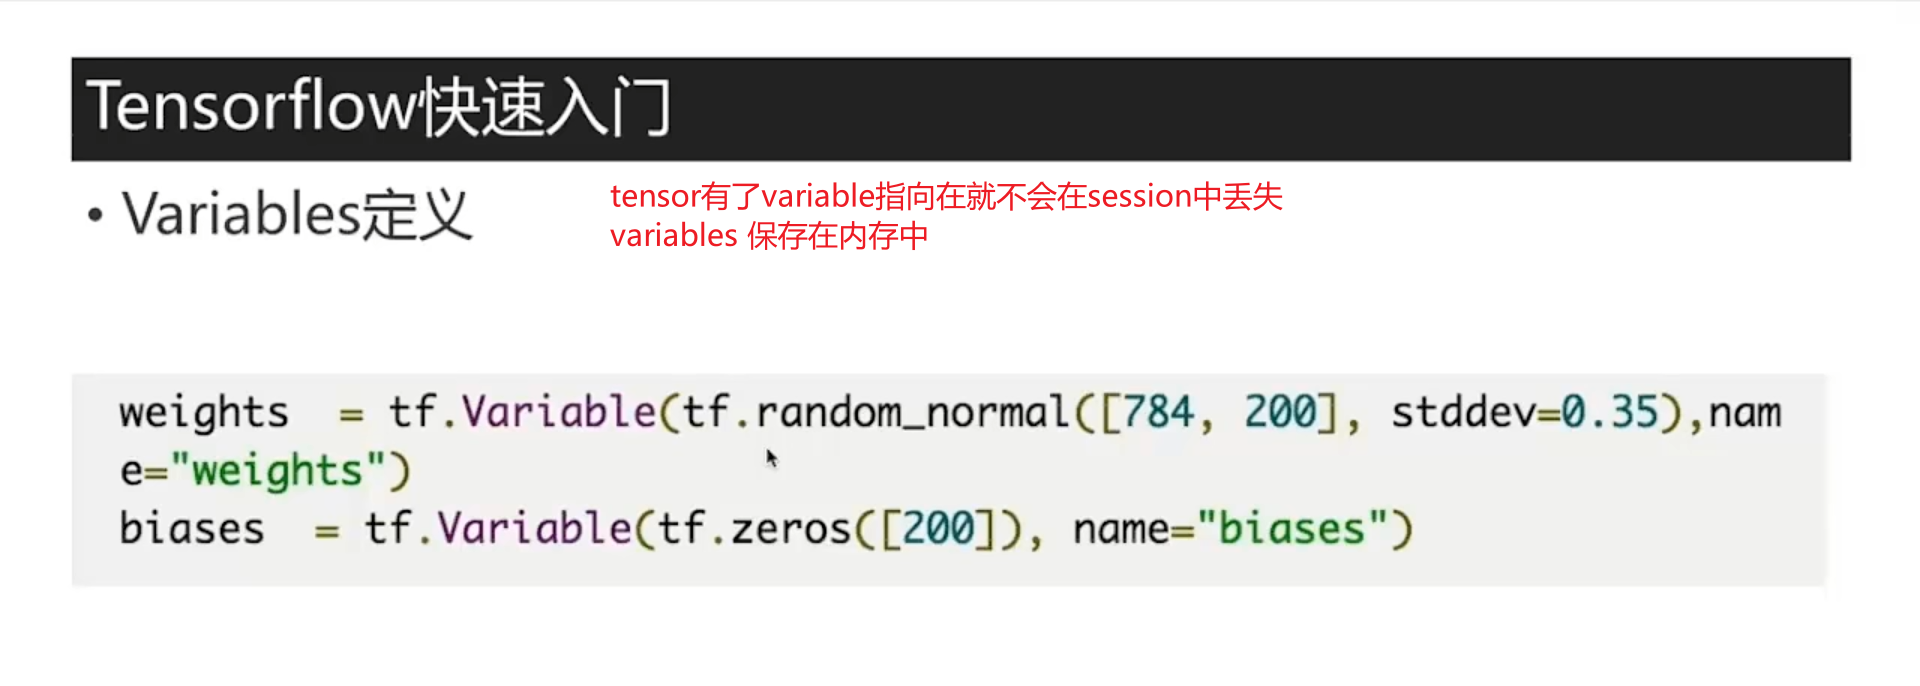 Tensorflow快速入门
• Variables定义
tensor有了variable指向在就不会在session中丢失
variables 保存在内存中
weights  = tf.Variable(tf.random_normal([784, 200], stddev=0.35),nam
e="weights")
biases  = tf.Variable(tf.zeros([200]), name="biases")